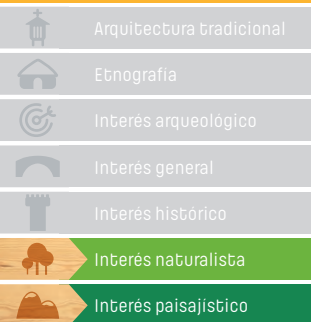 Arquitectura tradicional
Etnografía
Interés arqueológico
Interés general
Interés histórico
Interés naturalista
Interés paisajístico